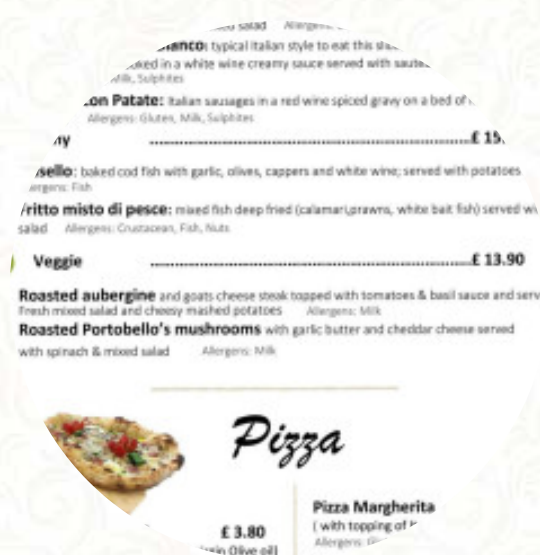 salad Allergens:
typical Italian style to eat this
in a white wine creamy sauce served with
Milk, Sulphites
Patate: Italian sausages in a red wine spiced gravy on a bed of
Allergens: Gluten, Milk, Sulphites
£ 15.
baked cod fish with garlic, olives, cappers and white wine; served with potatoes
Fish
misto di pesce: mixed fish deep fried (calamari,prawns, white bait fish) served
salad Allergens: Crustacean, Fish, Nuts
Veggie ........................................................................£ 13.90
Roasted aubergine and goats cheese steak topped with tomatoes & basil sauce and
Fresh mixed salad and cheesy mashed potatoes Allergens: Milk
Roasted Portobello's mushrooms with garlic butter and cheddar cheese served
with spinach & mixed salad Allergens: Milk
Pizza
£ 3.80
Olive oil)
Pizza Margherita
( with topping of
Allergens: